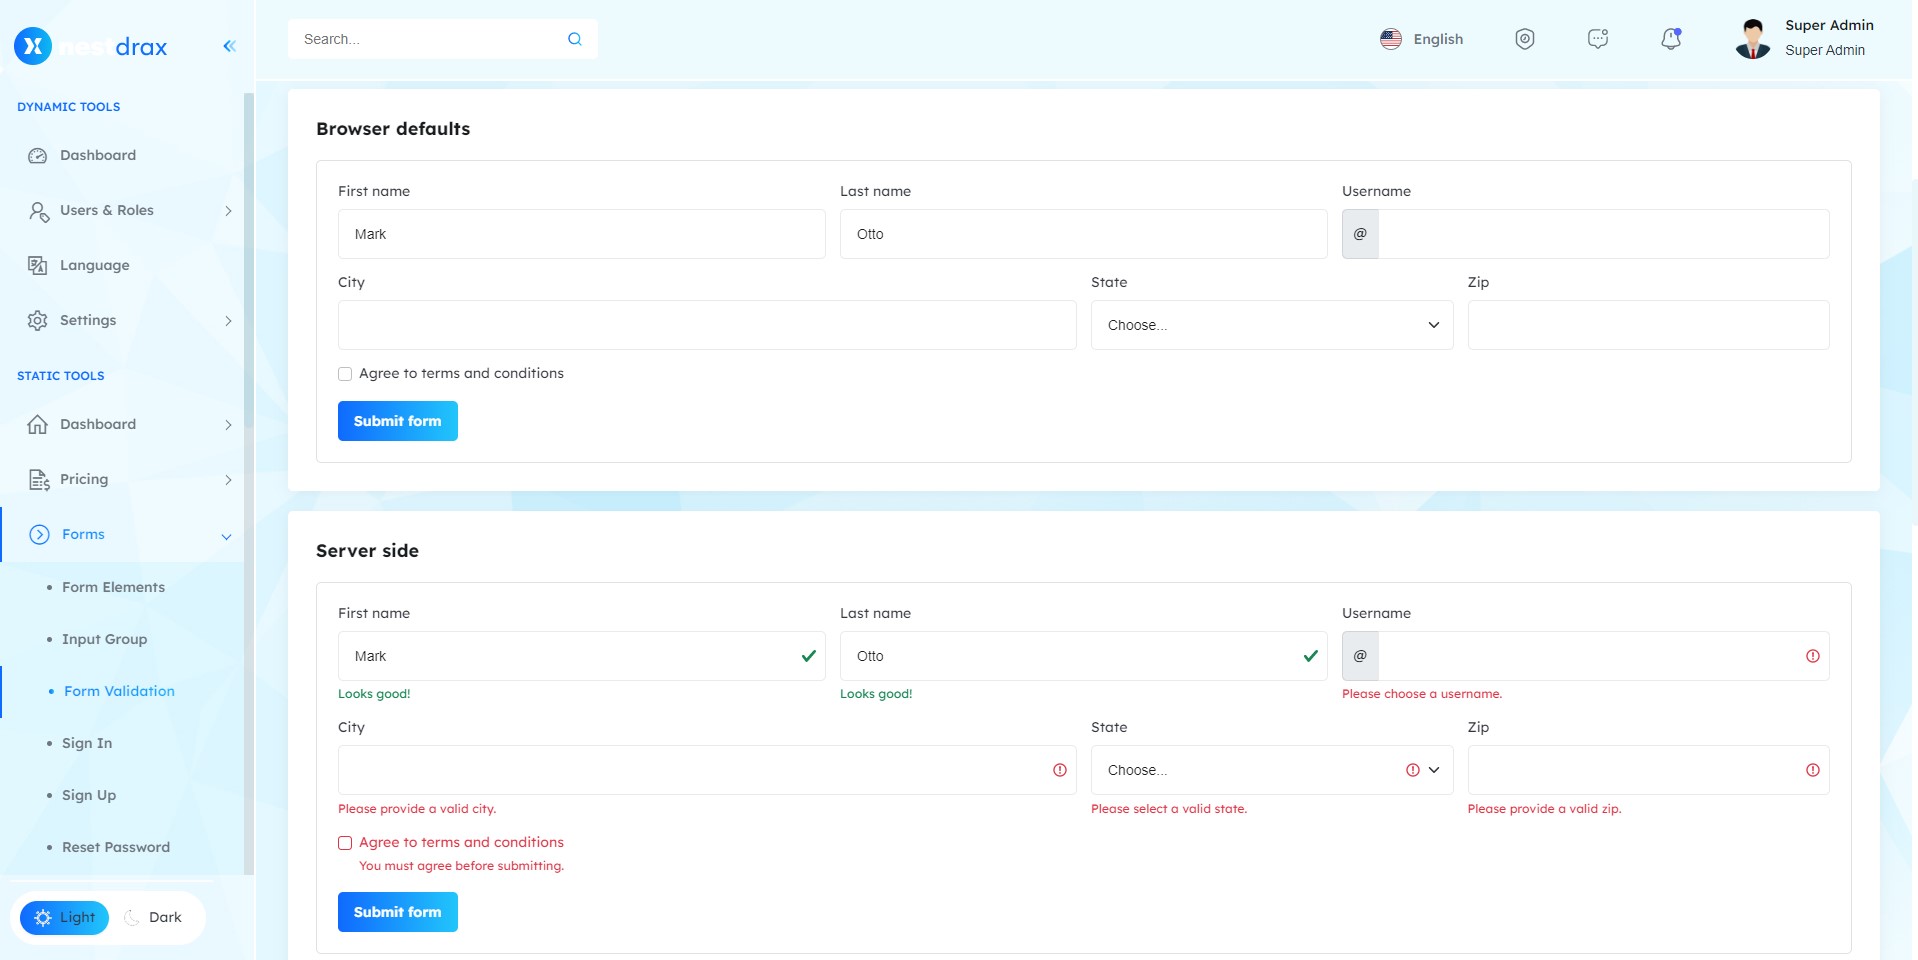 nestdrax
Search...
English
Super Admin
Super Admin
DYNAMIC TOOLS
Dashboard
Users & Roles
Language
Settings
STATIC TOOLS
Dashboard
Pricing
Forms
• Form Elements
• Input Group
• Form Validation
• Sign In
• Sign Up
• Reset Password
Light
Dark
Browser defaults
First name
Last name
Username
Mark
Otto
@
City
State
Zip
Choose...
Agree to terms and conditions
Submit form
Server side
First name
Last name
Username
Mark
Otto
@
Looks good!
Looks good!
Please choose a username.
City
State
Zip
Choose...
Please provide a valid city.
Please select a valid state.
Please provide a valid zip.
Agree to terms and conditions
You must agree before submitting.
Submit form